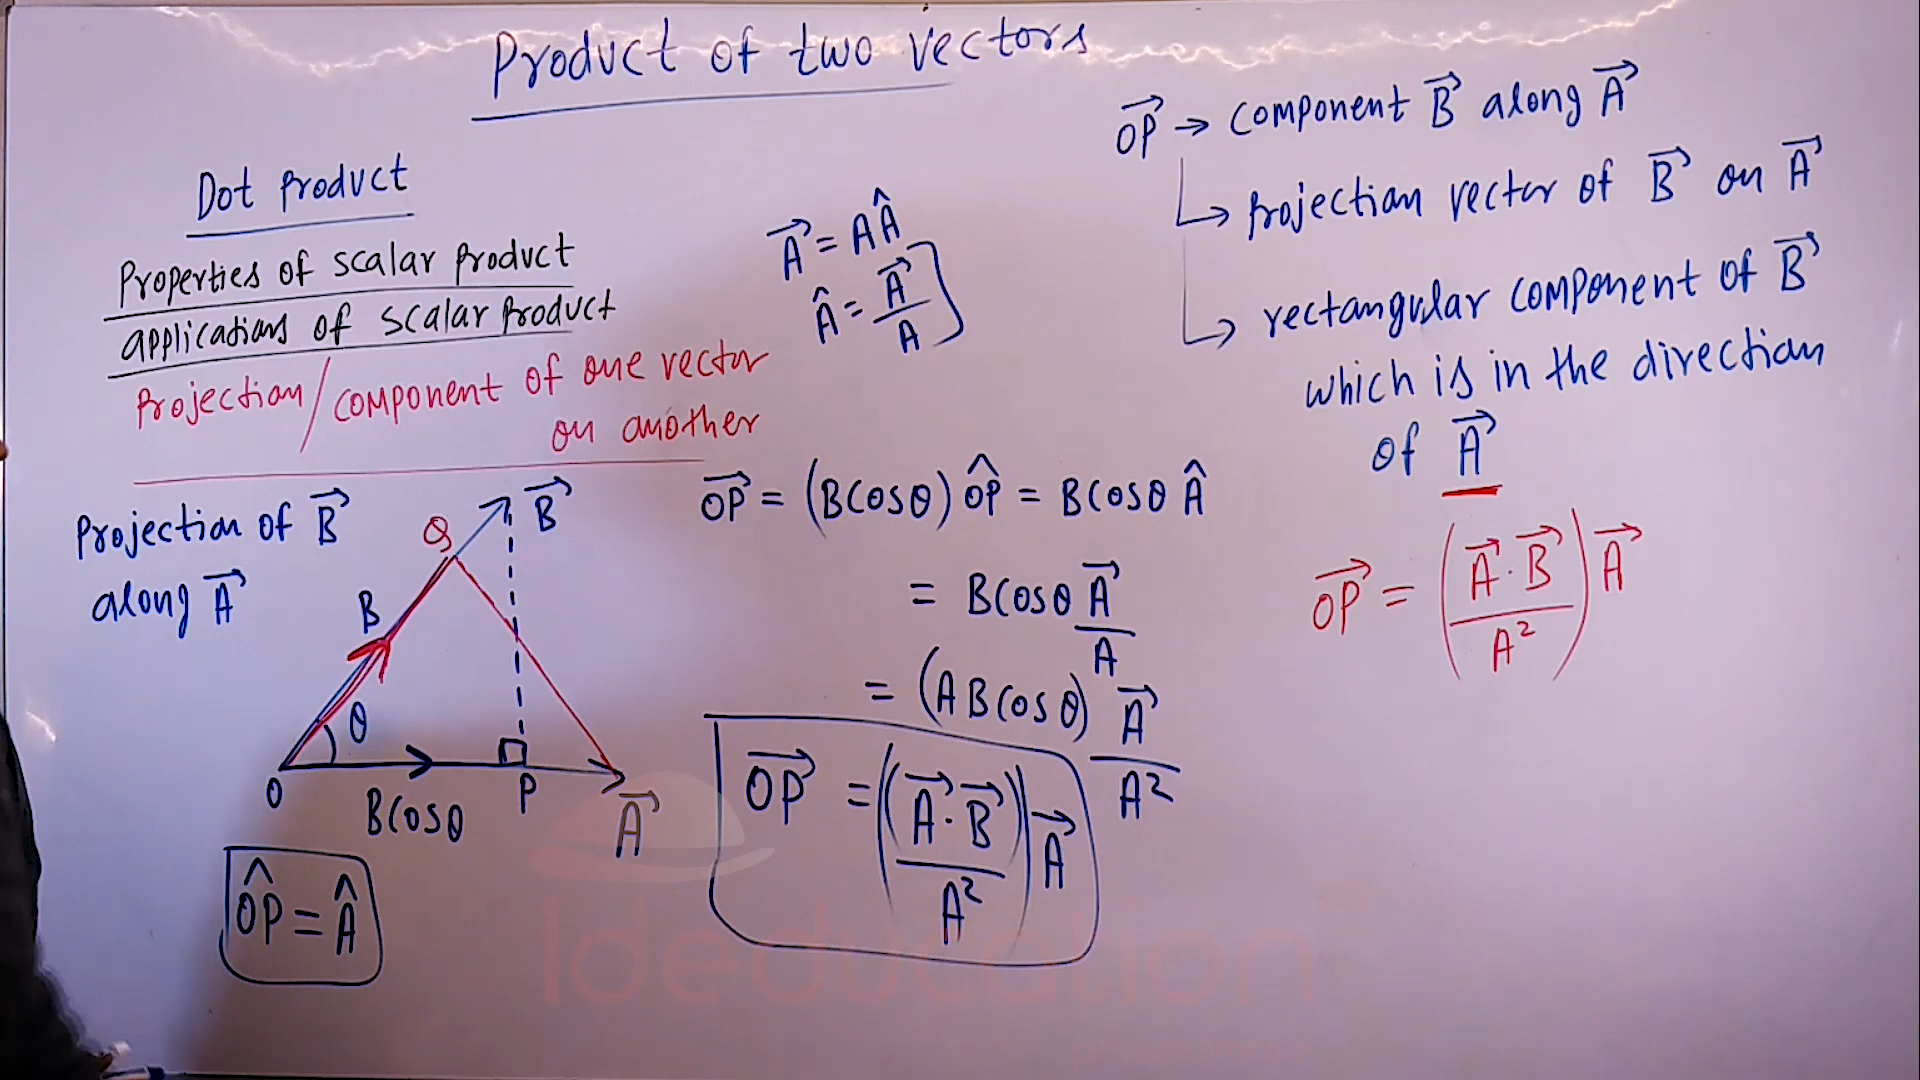 Product of two vectors
Dot product
Properties of scalar product
applications of scalar product
Projection/component of one vector
on another
Projection of B⃗
along A⃗
Q
B⃗
B
θ
O
P
Bcosθ
A⃗
ÔP = Â
A⃗ = AÂ
Â = A⃗/A
OP⃗ = (Bcosθ) ÔP = Bcosθ Â
= Bcosθ A⃗/A
= (ABcosθ) A⃗/A²
OP⃗ = (A⃗·B⃗/A²) A⃗
OP⃗ → component B⃗ along A⃗
↳ projection vector of B⃗ on A⃗
↳ rectangular component of B⃗
which is in the direction
of A⃗
OP⃗ = (A⃗·B⃗/A²) A⃗
Ideducation